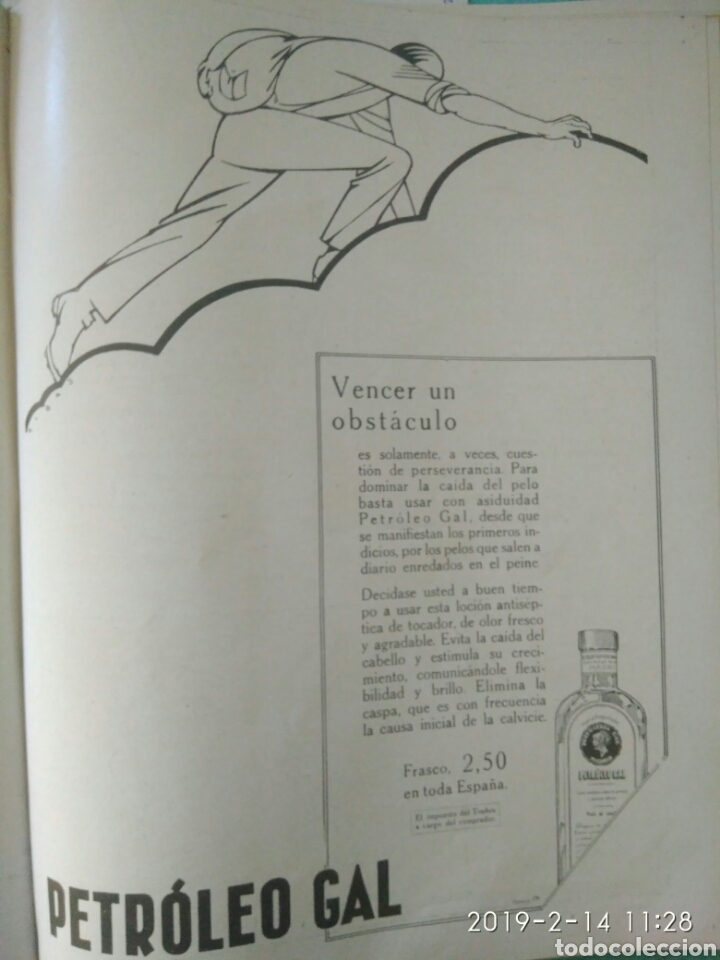 Vencer un
obstáculo
es solamente, a veces, cues-
tión de perseverancia. Para
dominar la caída del pelo
basta usar con asiduidad
Petróleo Gal, desde que
se manifiestan los primeros in-
dicios, por los pelos que salen a
diario enredados en el peine
Decídase usted a buen tiem-
po a usar esta loción antisép-
tica de tocador, de olor fresco
y agradable. Evita la caída del
cabello y estimula su creci-
miento, comunicándole flexi-
bilidad y brillo. Elimina la
caspa, que es con frecuencia
la causa inicial de la calvicie.
Frasco, 2,50
en toda España.
El impuesto del Timbre
a cargo del comprador
PETRÓLEO GAL
PETRÓLEO GAL
2019-2-14 11:28
todocoleccion